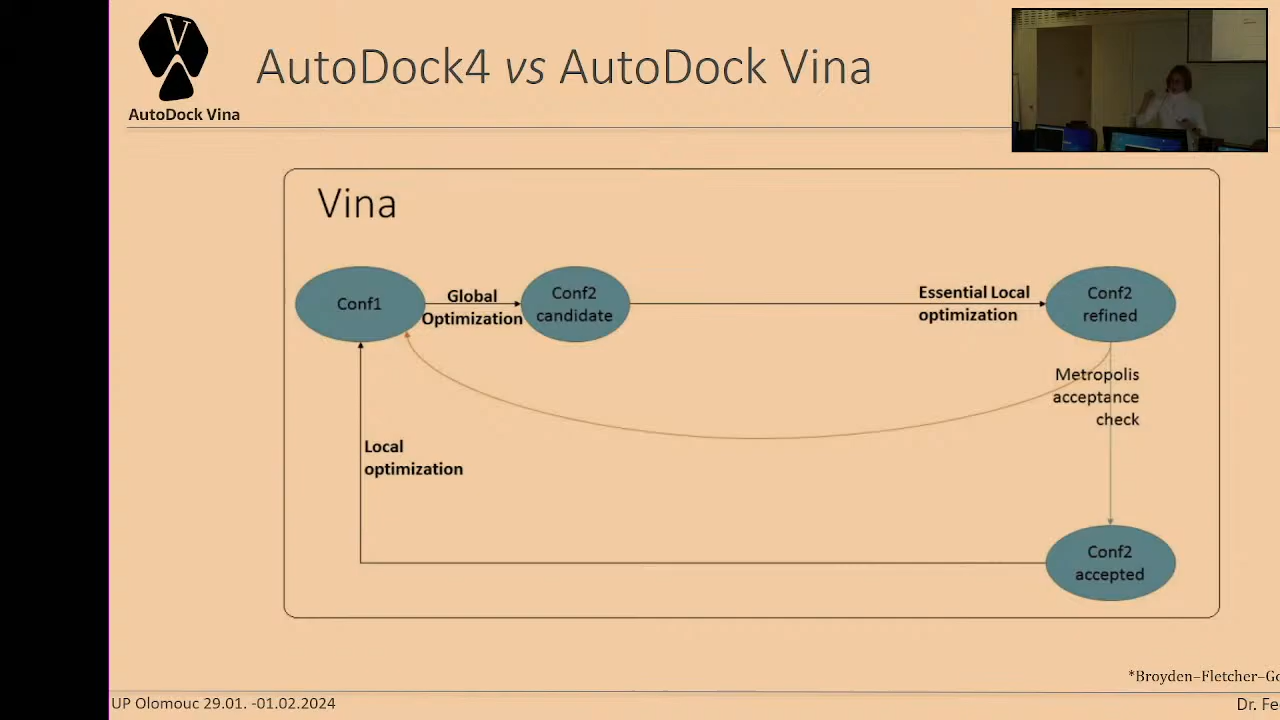 V
AutoDock Vina
AutoDock4 vs AutoDock Vina
Vina
Conf1
Global
Optimization
Conf2
candidate
Essential Local
optimization
Conf2
refined
Metropolis
acceptance
check
Local
optimization
Conf2
accepted
*Broyden–Fletcher–Go
UP Olomouc 29.01. -01.02.2024
Dr. Fe